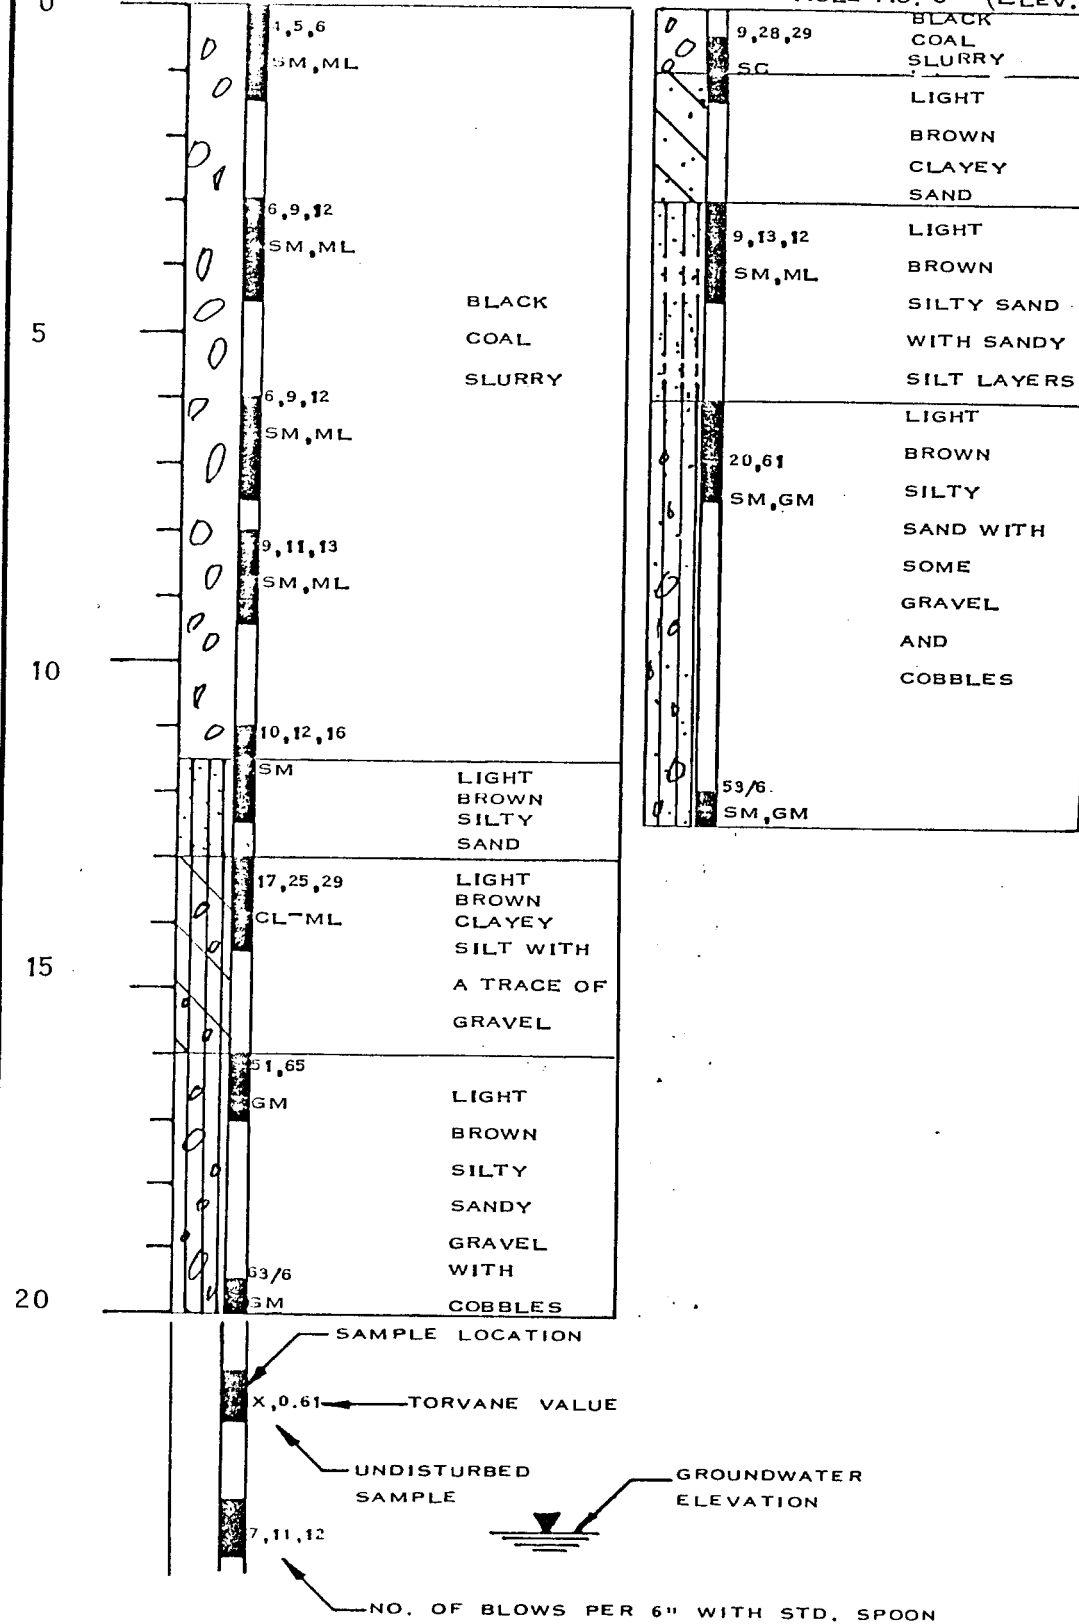 0
1,5,6
SM,ML
6,9,12
SM,ML
BLACK
COAL
SLURRY
5
6,9,12
SM,ML
9,11,13
SM,ML
10
10,12,16
SM
LIGHT
BROWN
SILTY
SAND
17,25,29
CL-ML
LIGHT
BROWN
CLAYEY
SILT WITH
A TRACE OF
GRAVEL
15
51,65
GM
LIGHT
BROWN
SILTY
SANDY
GRAVEL
WITH
COBBLES
63/6
GM
20
(ELEV.
9,28,29
BLACK
COAL
SLURRY
LIGHT
BROWN
CLAYEY
SAND
9,13,12
SM,ML
LIGHT
BROWN
SILTY SAND
WITH SANDY
SILT LAYERS
20,61
SM,GM
LIGHT
BROWN
SILTY
SAND WITH
SOME
GRAVEL
AND
COBBLES
53/6
SM,GM
SAMPLE LOCATION
X,0.61
TORVANE VALUE
UNDISTURBED
SAMPLE
GROUNDWATER
ELEVATION
7,11,12
NO. OF BLOWS PER 6" WITH STD. SPOON